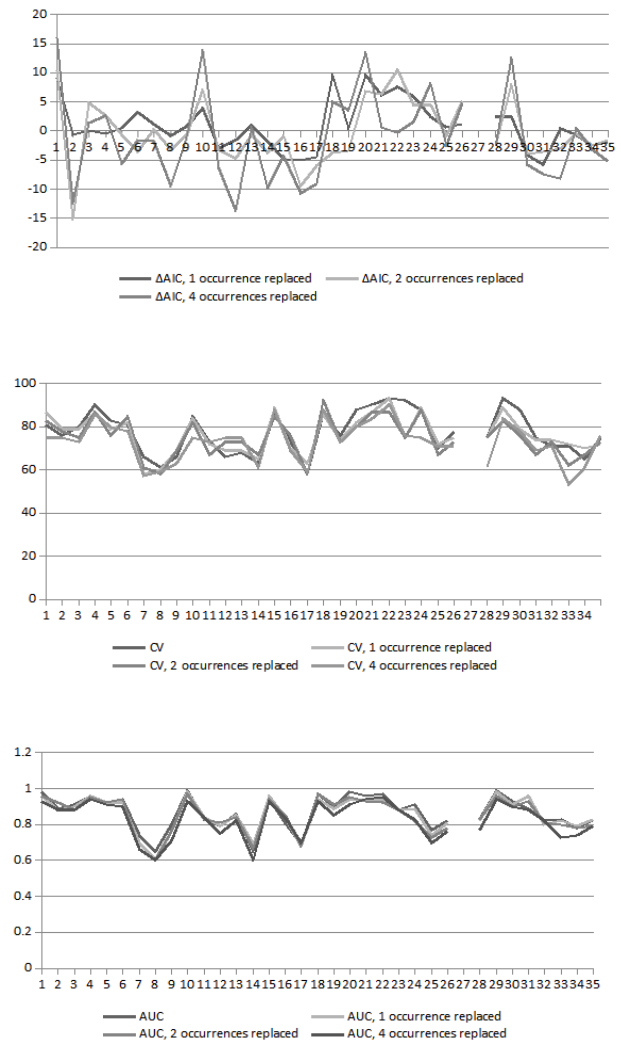 20
15
10
5
0
-5
-10
-15
-20
1 2 3 4 5 6 7 8 9 10 11 12 13 14 15 16 17 18 19 20 21 22 23 24 25 26 27 28 29 30 31 32 33 34 35
ΔAIC, 1 occurrence replaced ΔAIC, 2 occurrences replaced
ΔAIC, 4 occurrences replaced
100
80
60
40
20
0
1 2 3 4 5 6 7 8 9 10 11 12 13 14 15 16 17 18 19 20 21 22 23 24 25 26 27 28 29 30 31 32 33 34
CV CV, 1 occurrence replaced
CV, 2 occurrences replaced CV, 4 occurrences replaced
1.2
1
0.8
0.6
0.4
0.2
0
1 2 3 4 5 6 7 8 9 10 11 12 13 14 15 16 17 18 19 20 21 22 23 24 25 26 27 28 29 30 31 32 33 34 35
AUC AUC, 1 occurrence replaced
AUC, 2 occurrences replaced AUC, 4 occurrences replaced